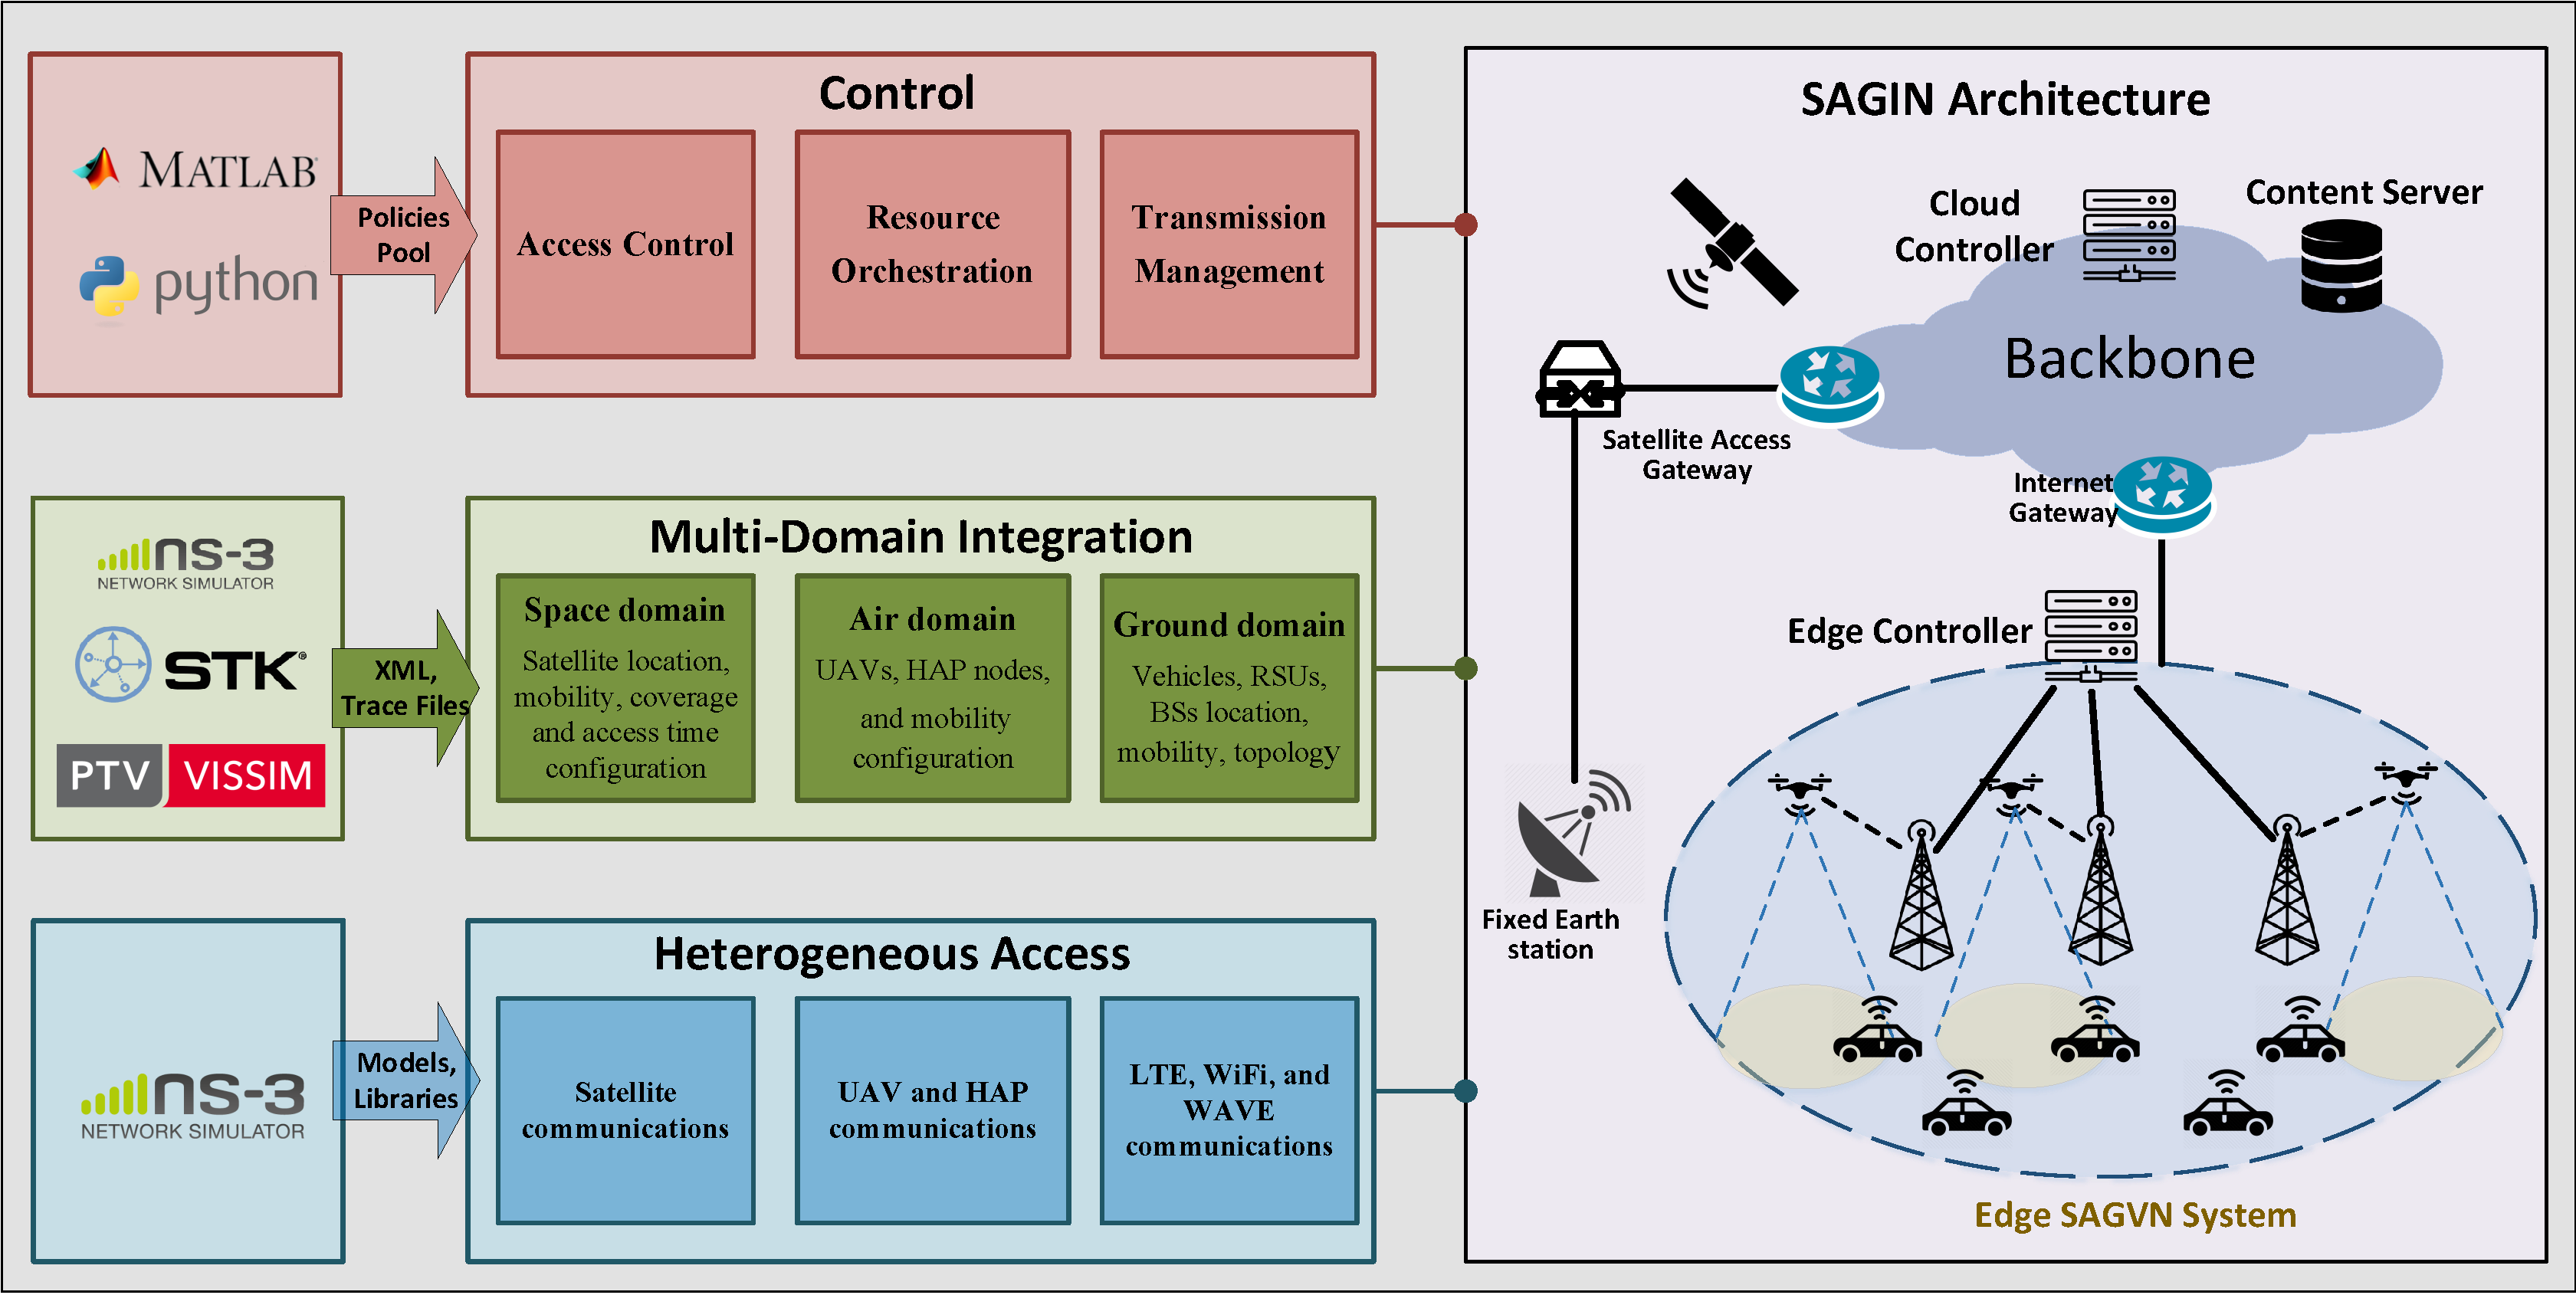 MATLAB
python
Policies
Pool
Control
Access Control
Resource
Orchestration
Transmission
Management
ns-3
NETWORK SIMULATOR
STK®
PTV VISSIM
XML,
Trace Files
Multi-Domain Integration
Space domain
Satellite location,
mobility, coverage
and access time
configuration
Air domain
UAVs, HAP nodes,
and mobility
configuration
Ground domain
Vehicles, RSUs,
BSs location,
mobility, topology
ns-3
NETWORK SIMULATOR
Models,
Libraries
Heterogeneous Access
Satellite
communications
UAV and HAP
communications
LTE, WiFi, and
WAVE
communications
SAGIN Architecture
Cloud
Controller
Content Server
Backbone
Satellite Access
Gateway
Internet
Gateway
Edge Controller
Fixed Earth
station
Edge SAGVN System